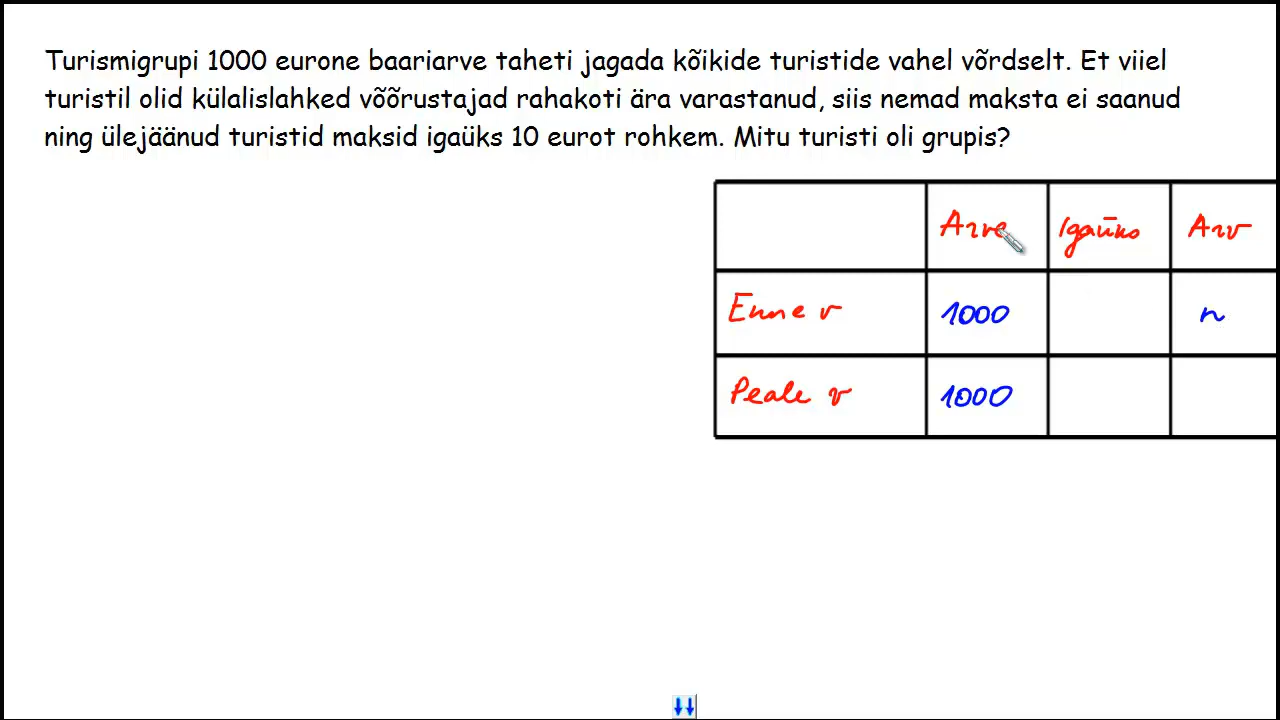 Turismigrupi 1000 eurone baariarve taheti jagada kõikide turistide vahel võrdselt. Et viiel
turistil olid külalislahked võõrustajad rahakoti ära varastanud, siis nemad maksta ei saanud
ning ülejäänud turistid maksid igaüks 10 eurot rohkem. Mitu turisti oli grupis?
Arve Igaüks Arv
Enne v 1000 n
Peale v 1000